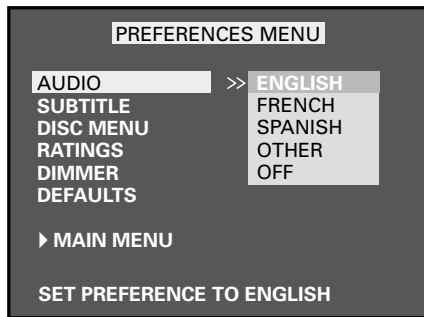 PREFERENCES MENU
AUDIO >> ENGLISH
SUBTITLE FRENCH
DISC MENU SPANISH
RATINGS OTHER
DIMMER OFF
DEFAULTS
MAIN MENU
SET PREFERENCE TO ENGLISH